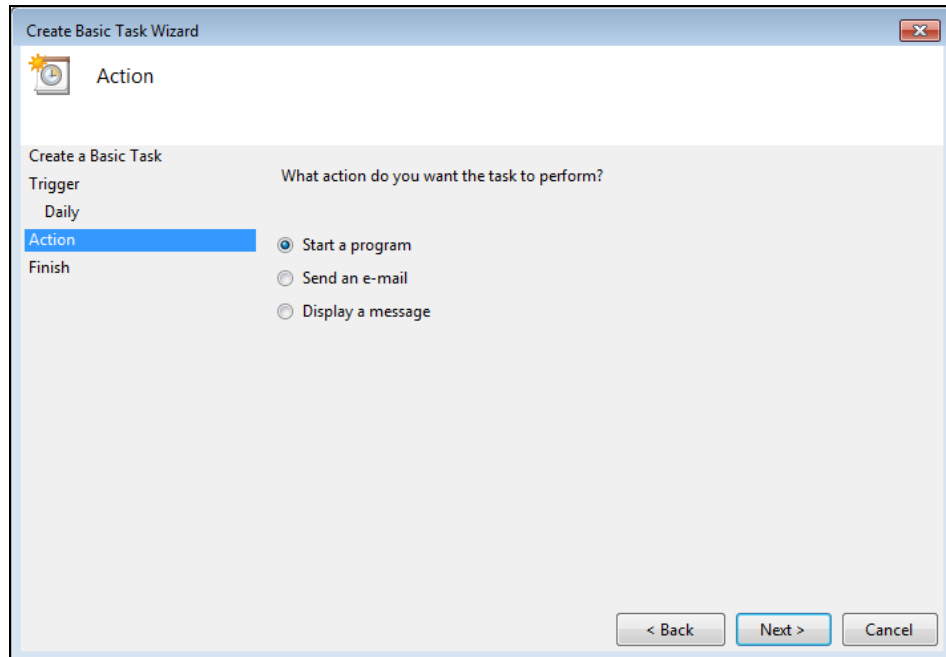 Create Basic Task Wizard
Action
Create a Basic Task
Trigger
Daily
Action
Finish
What action do you want the task to perform?
Start a program
Send an e-mail
Display a message
< Back
Next >
Cancel